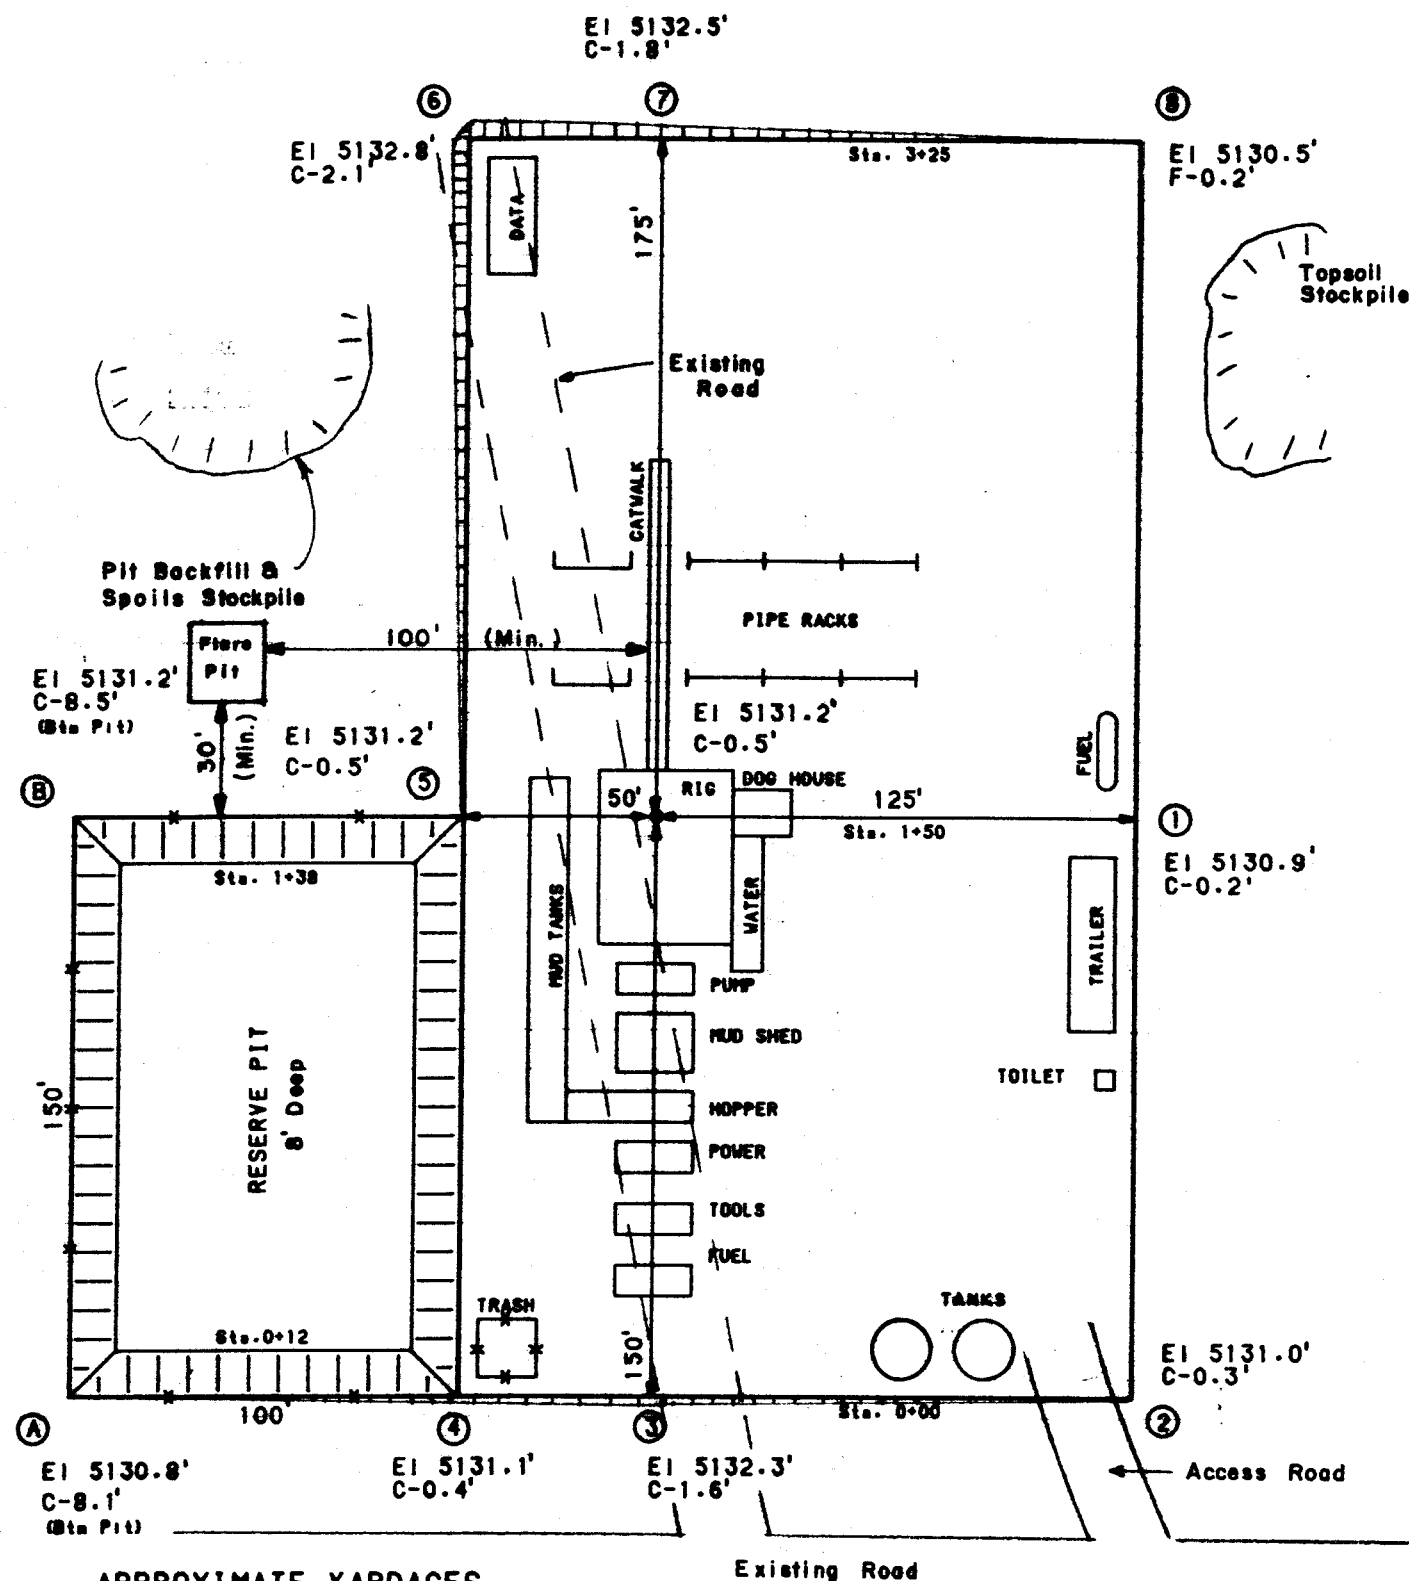 El 5132.5'
C-1.8'
6
7
8
El 5132.8'
C-2.1'
Sta. 3+25
El 5130.5'
F-0.2'
DATA
175'
Topsoil
Stockpile
Existing
Road
CATWALK
Pit Backfill &
Spoils Stockpile
PIPE RACKS
Flare
Pit
100' (Min.)
El 5131.2'
C-8.5'
(Btm Pit)
30'
(Min.)
El 5131.2'
C-0.5'
El 5131.2'
C-0.5'
FUEL
B
5
RIG
DOG HOUSE
50'
125'
Sta. 1+50
1
El 5130.9'
C-0.2'
Sta. 1+38
MUD TANKS
WATER
TRAILER
PUMP
MUD SHED
TOILET
RESERVE PIT
8' Deep
150'
HOPPER
POWER
TOOLS
FUEL
TRASH
TANKS
Sta. 0+12
150'
El 5131.0'
C-0.3'
100'
Sta. 0+00
A
4
3
2
El 5130.8'
C-8.1'
(Btm Pit)
El 5131.1'
C-0.4'
El 5132.3'
C-1.6'
Access Road
Existing Road
APPROXIMATE YARDAGES